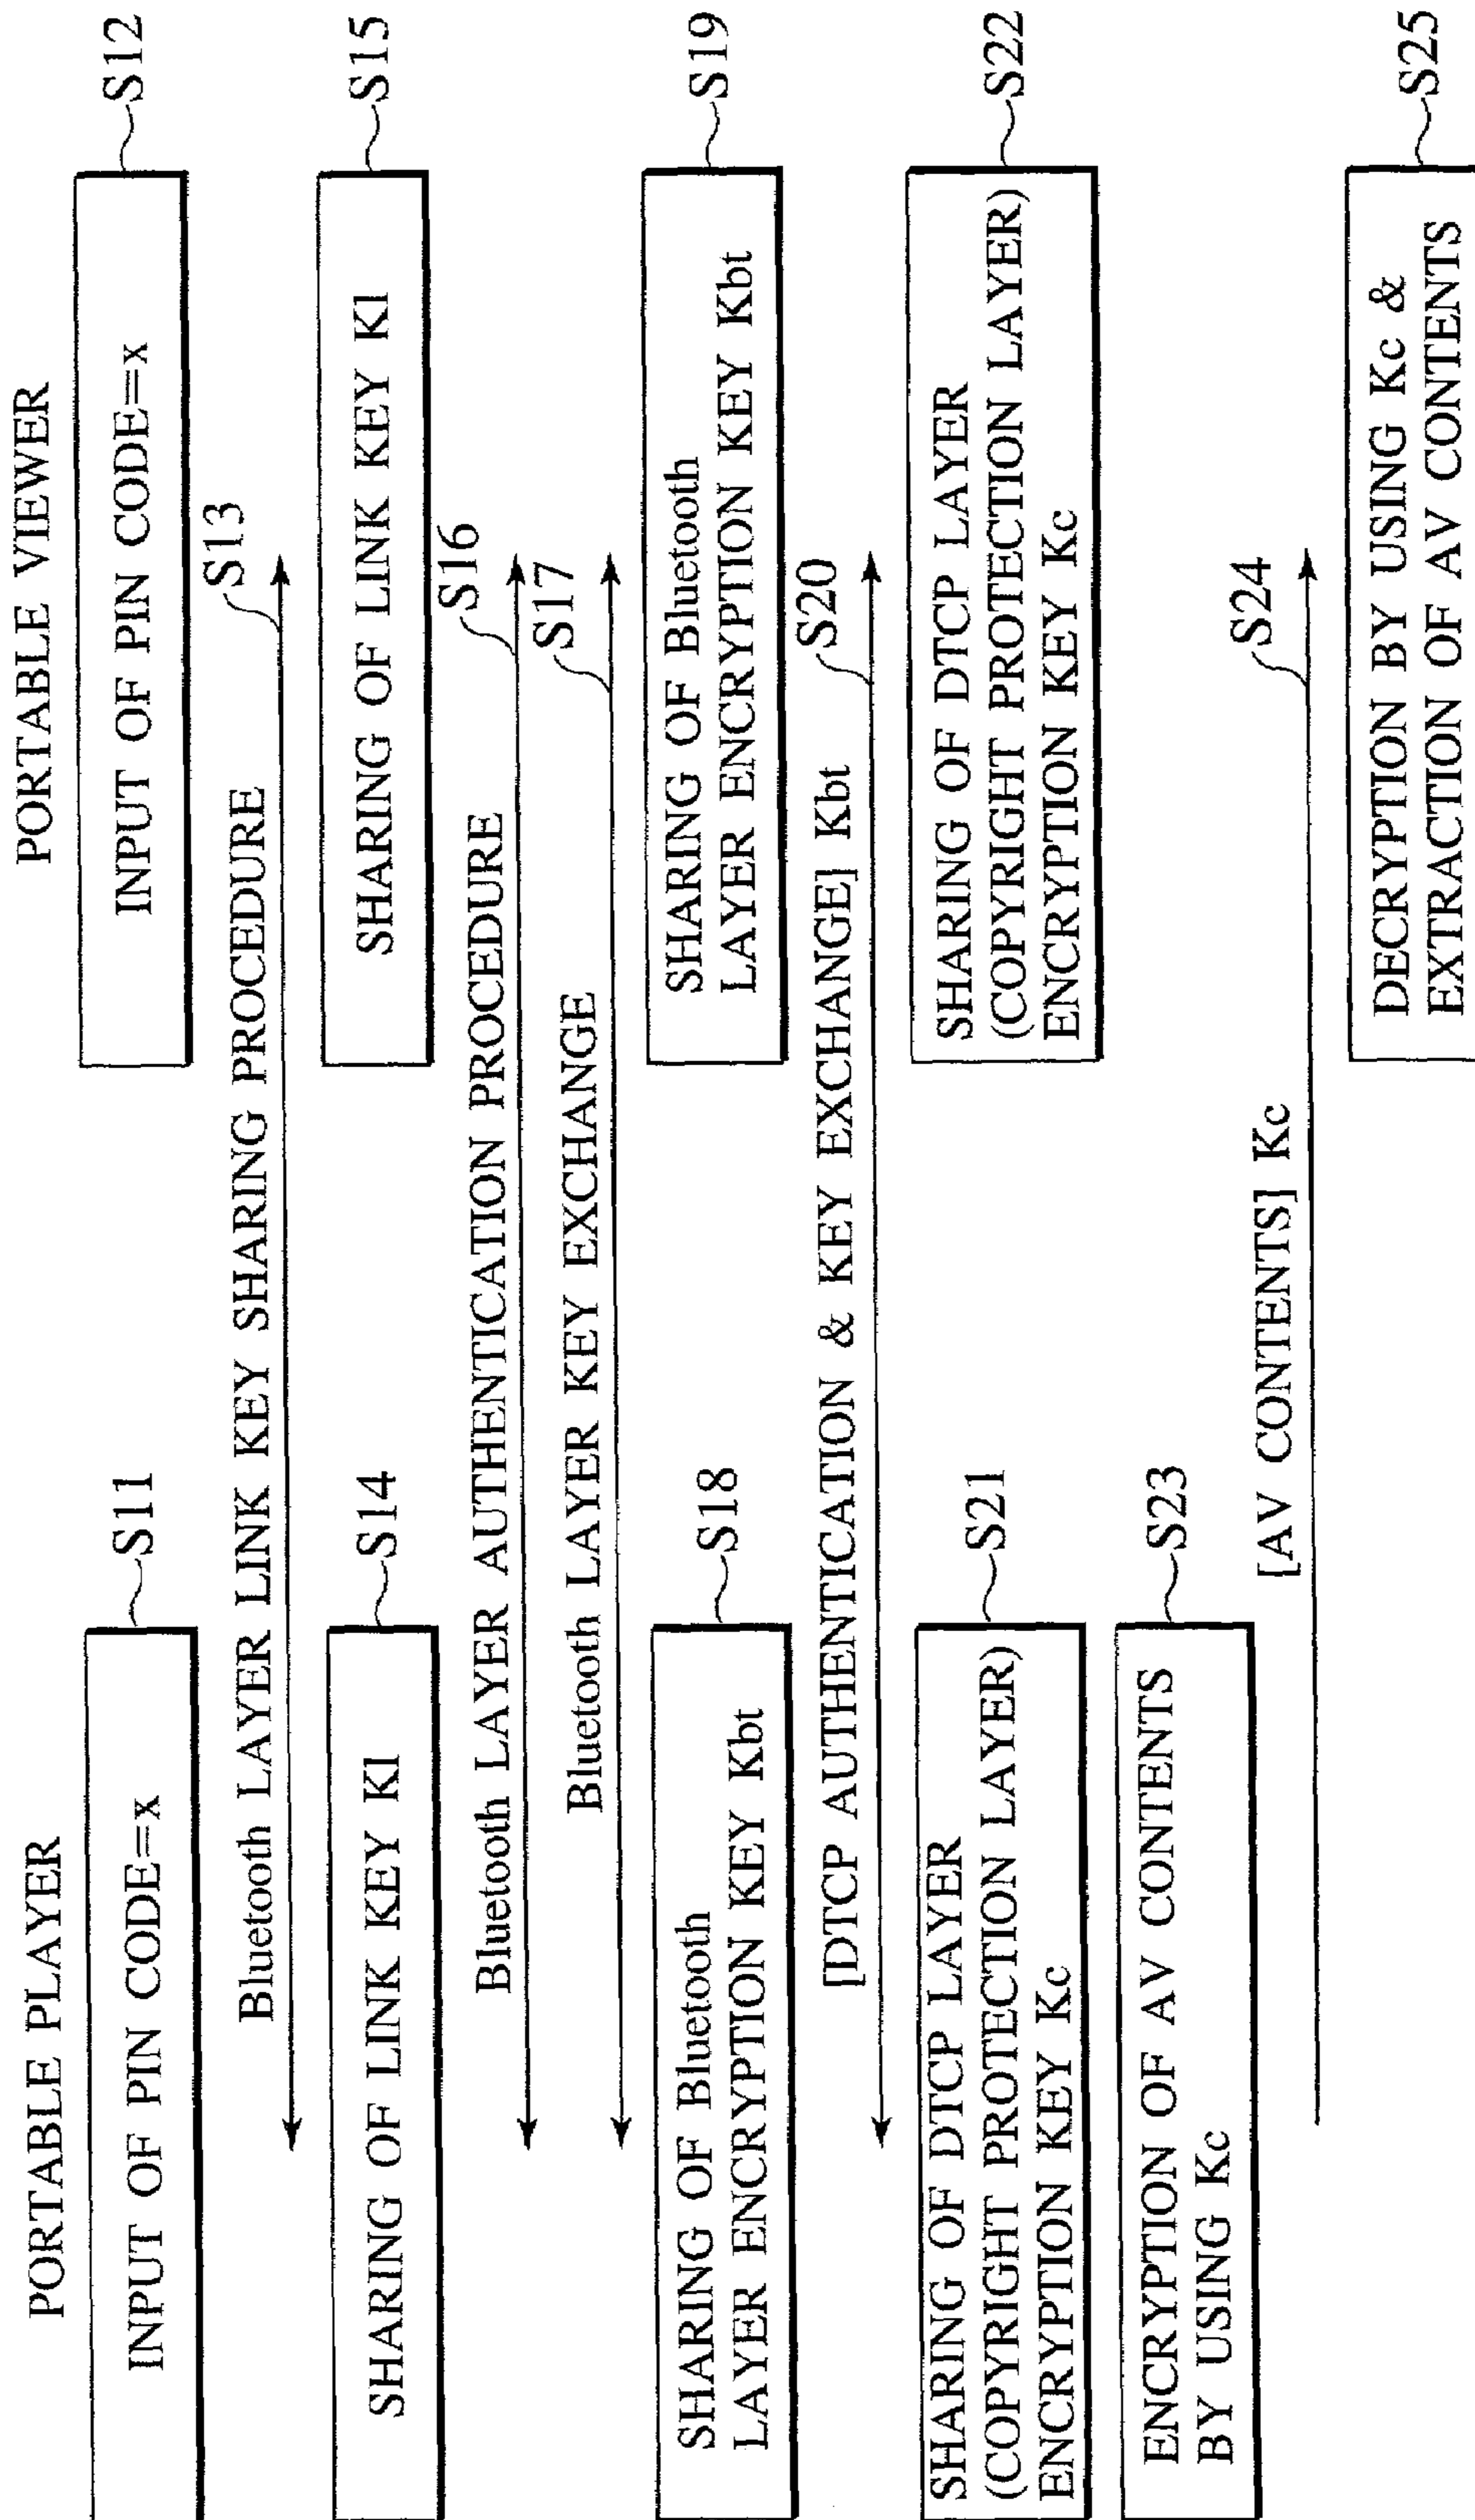 PORTABLE PLAYER
PORTABLE VIEWER
INPUT OF PIN CODE=x
S11
INPUT OF PIN CODE=x
S12
Bluetooth LAYER LINK KEY SHARING PROCEDURE
S13
SHARING OF LINK KEY Kl
S14
SHARING OF LINK KEY Kl
S15
Bluetooth LAYER AUTHENTICATION PROCEDURE
S16
Bluetooth LAYER KEY EXCHANGE
S17
SHARING OF Bluetooth
LAYER ENCRYPTION KEY Kbt
S18
SHARING OF Bluetooth
LAYER ENCRYPTION KEY Kbt
S19
[DTCP AUTHENTICATION & KEY EXCHANGE] Kbt
S20
SHARING OF DTCP LAYER
(COPYRIGHT PROTECTION LAYER)
ENCRYPTION KEY Kc
S21
SHARING OF DTCP LAYER
(COPYRIGHT PROTECTION LAYER)
ENCRYPTION KEY Kc
S22
ENCRYPTION OF AV CONTENTS
BY USING Kc
S23
[AV CONTENTS] Kc
S24
DECRYPTION BY USING Kc &
EXTRACTION OF AV CONTENTS
S25